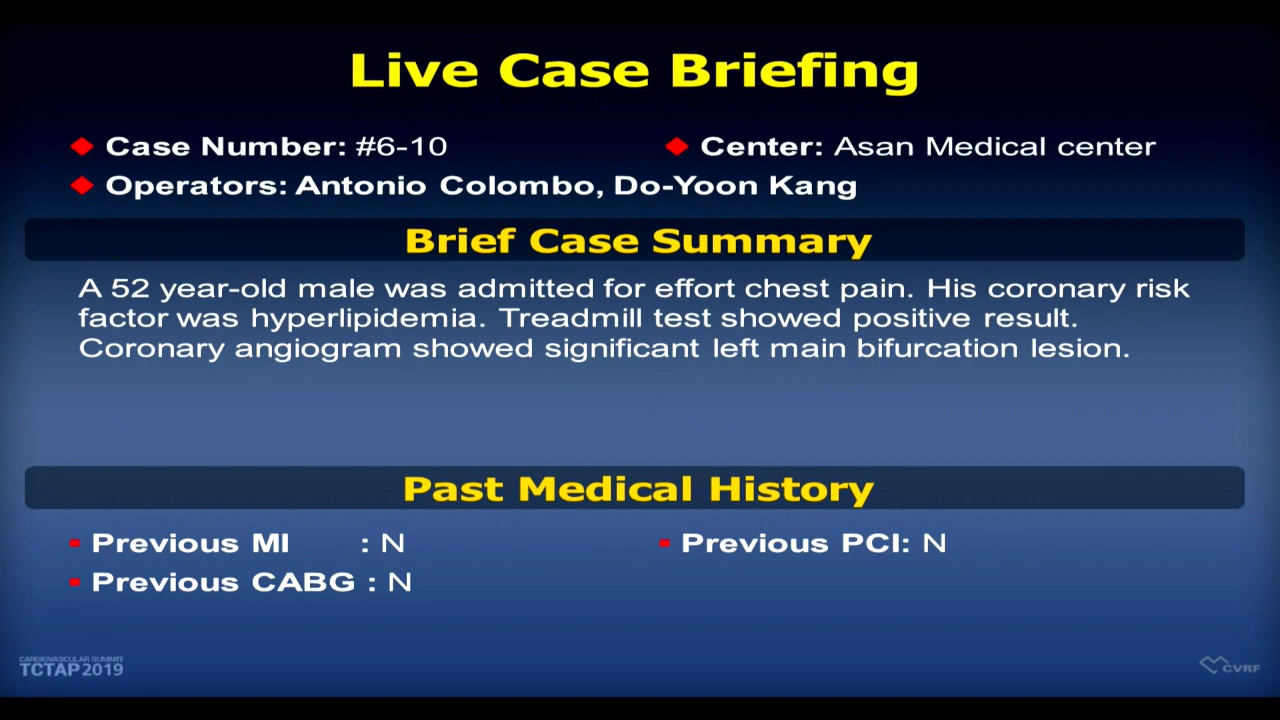 Live Case Briefing
Case Number: #6-10
Center: Asan Medical center
Operators: Antonio Colombo, Do-Yoon Kang
Brief Case Summary
A 52 year-old male was admitted for effort chest pain. His coronary risk
factor was hyperlipidemia. Treadmill test showed positive result.
Coronary angiogram showed significant left main bifurcation lesion.
Past Medical History
Previous MI : N
Previous PCI: N
Previous CABG : N
CARDIOVASCULAR SUMMIT
TCTAP2019
CVRF